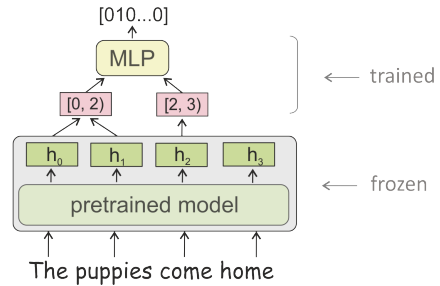 [010...0]
MLP
trained
[0, 2) [2, 3)
h₀ h₁ h₂ h₃
frozen
pretrained model
The puppies come home